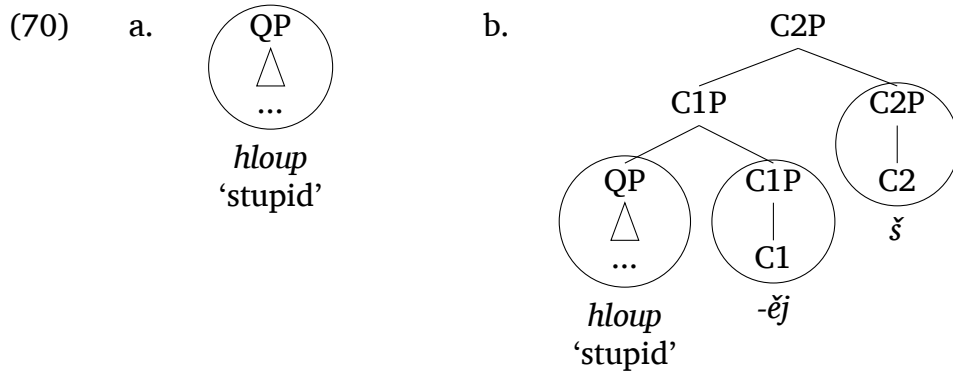 (70) a. QP b. C2P
... C1P C2P
hloup QP C1P C2
‘stupid’ ... C1 š
hloup -ěj
‘stupid’